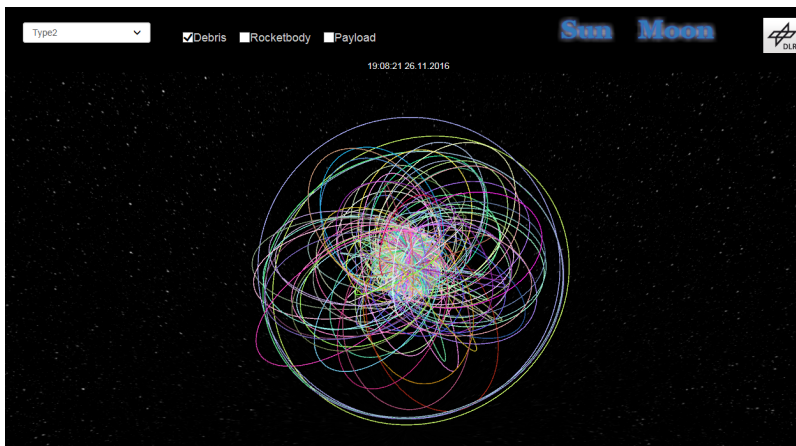 Type2
Debris Rocketbody Payload
Sun Moon
DLR
19:08:21 26.11.2016